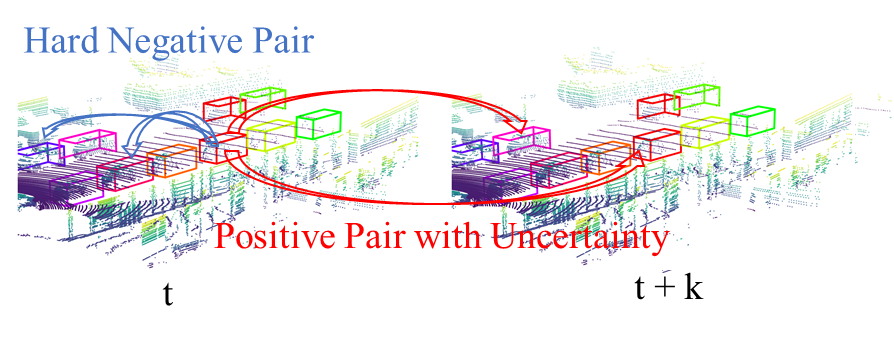 Hard Negative Pair
Positive Pair with Uncertainty
t
t + k